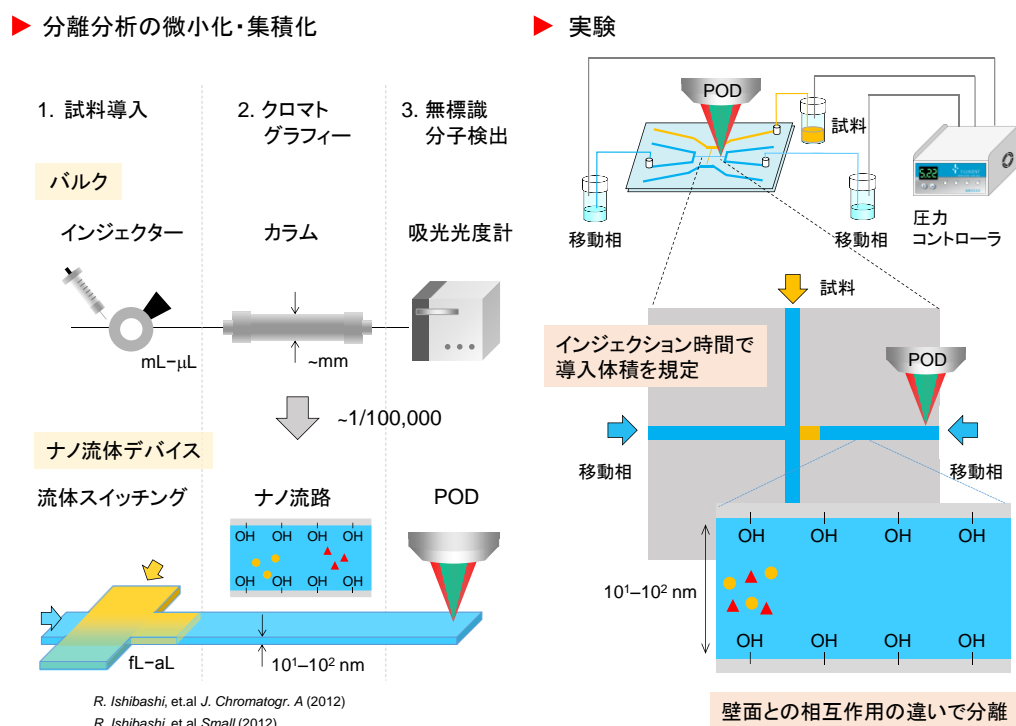 分離分析の微小化・集積化
1. 試料導入
2. クロマト
グラフィー
3. 無標識
分子検出
バルク
インジェクター
カラム
吸光光度計
mL−μL
~mm
~1/100,000
ナノ流体デバイス
流体スイッチング
ナノ流路
POD
OH OH OH OH
OH OH OH OH
fL−aL
10¹–10² nm
R. Ishibashi, et.al J. Chromatogr. A (2012)
R. Ishibashi, et.al Small (2012)
実験
POD
試料
5.22
移動相
移動相
圧力
コントローラ
試料
インジェクション時間で
導入体積を規定
POD
移動相
移動相
OH OH OH OH
10¹–10² nm
OH OH OH OH
壁面との相互作用の違いで分離